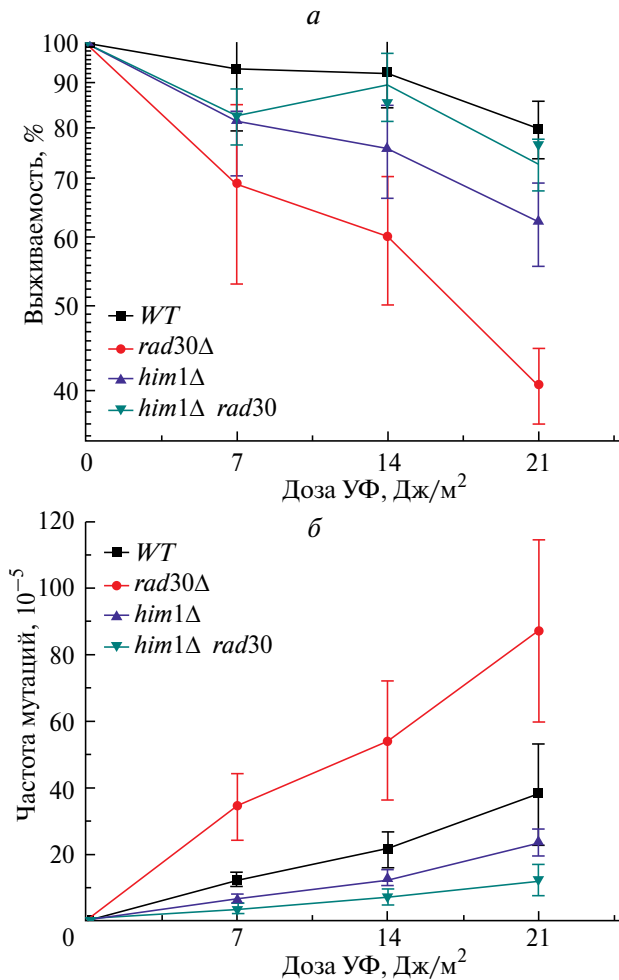 а
100
90
80
70
60
50
40
Выживаемость, %
WT
rad30Δ
him1Δ
him1Δ rad30
0
7
14
21
Доза УФ, Дж/м²
б
120
100
80
60
40
20
0
Частота мутаций, 10⁻⁵
WT
rad30Δ
him1Δ
him1Δ rad30
7
14
21
Доза УФ, Дж/м²